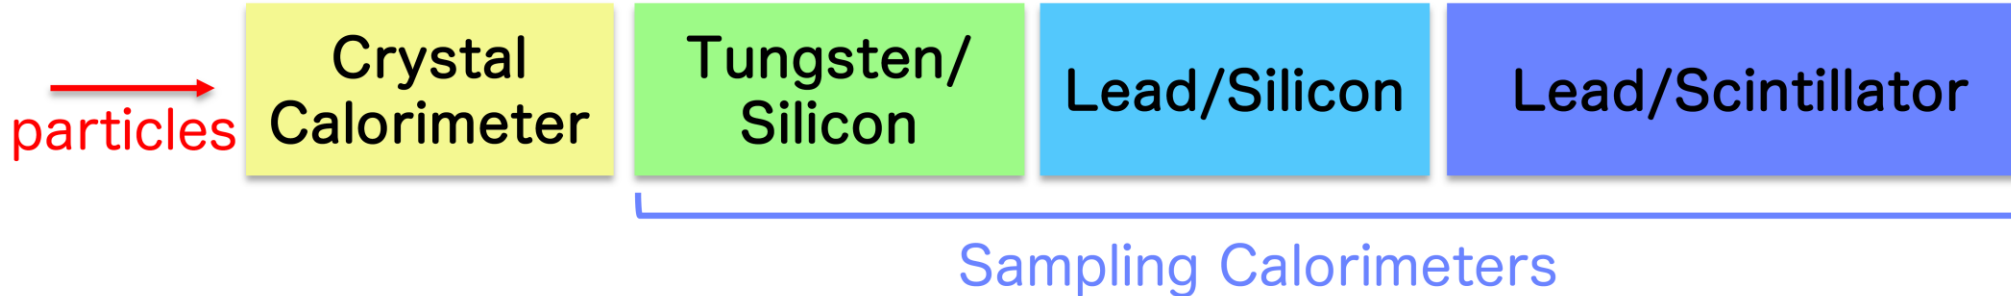 particles
Crystal
Calorimeter
Tungsten/
Silicon
Lead/Silicon
Lead/Scintillator
Sampling Calorimeters